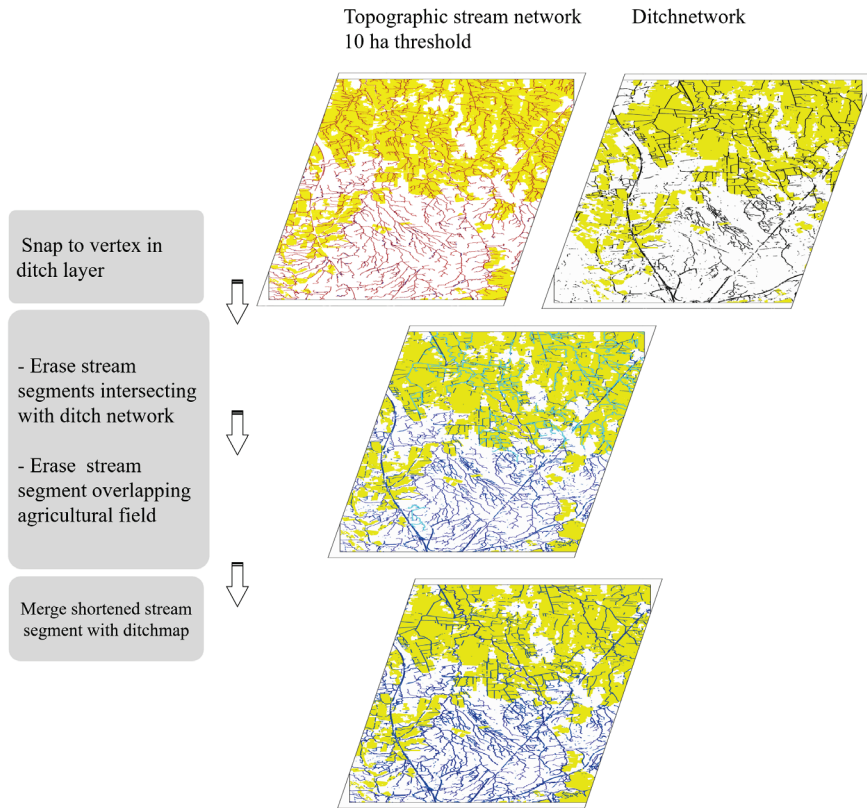 Topographic stream network
10 ha threshold
Ditchnetwork
Snap to vertex in
ditch layer
- Erase stream
segments intersecting
with ditch network
- Erase stream
segment overlapping
agricultural field
Merge shortened stream
segment with ditchmap